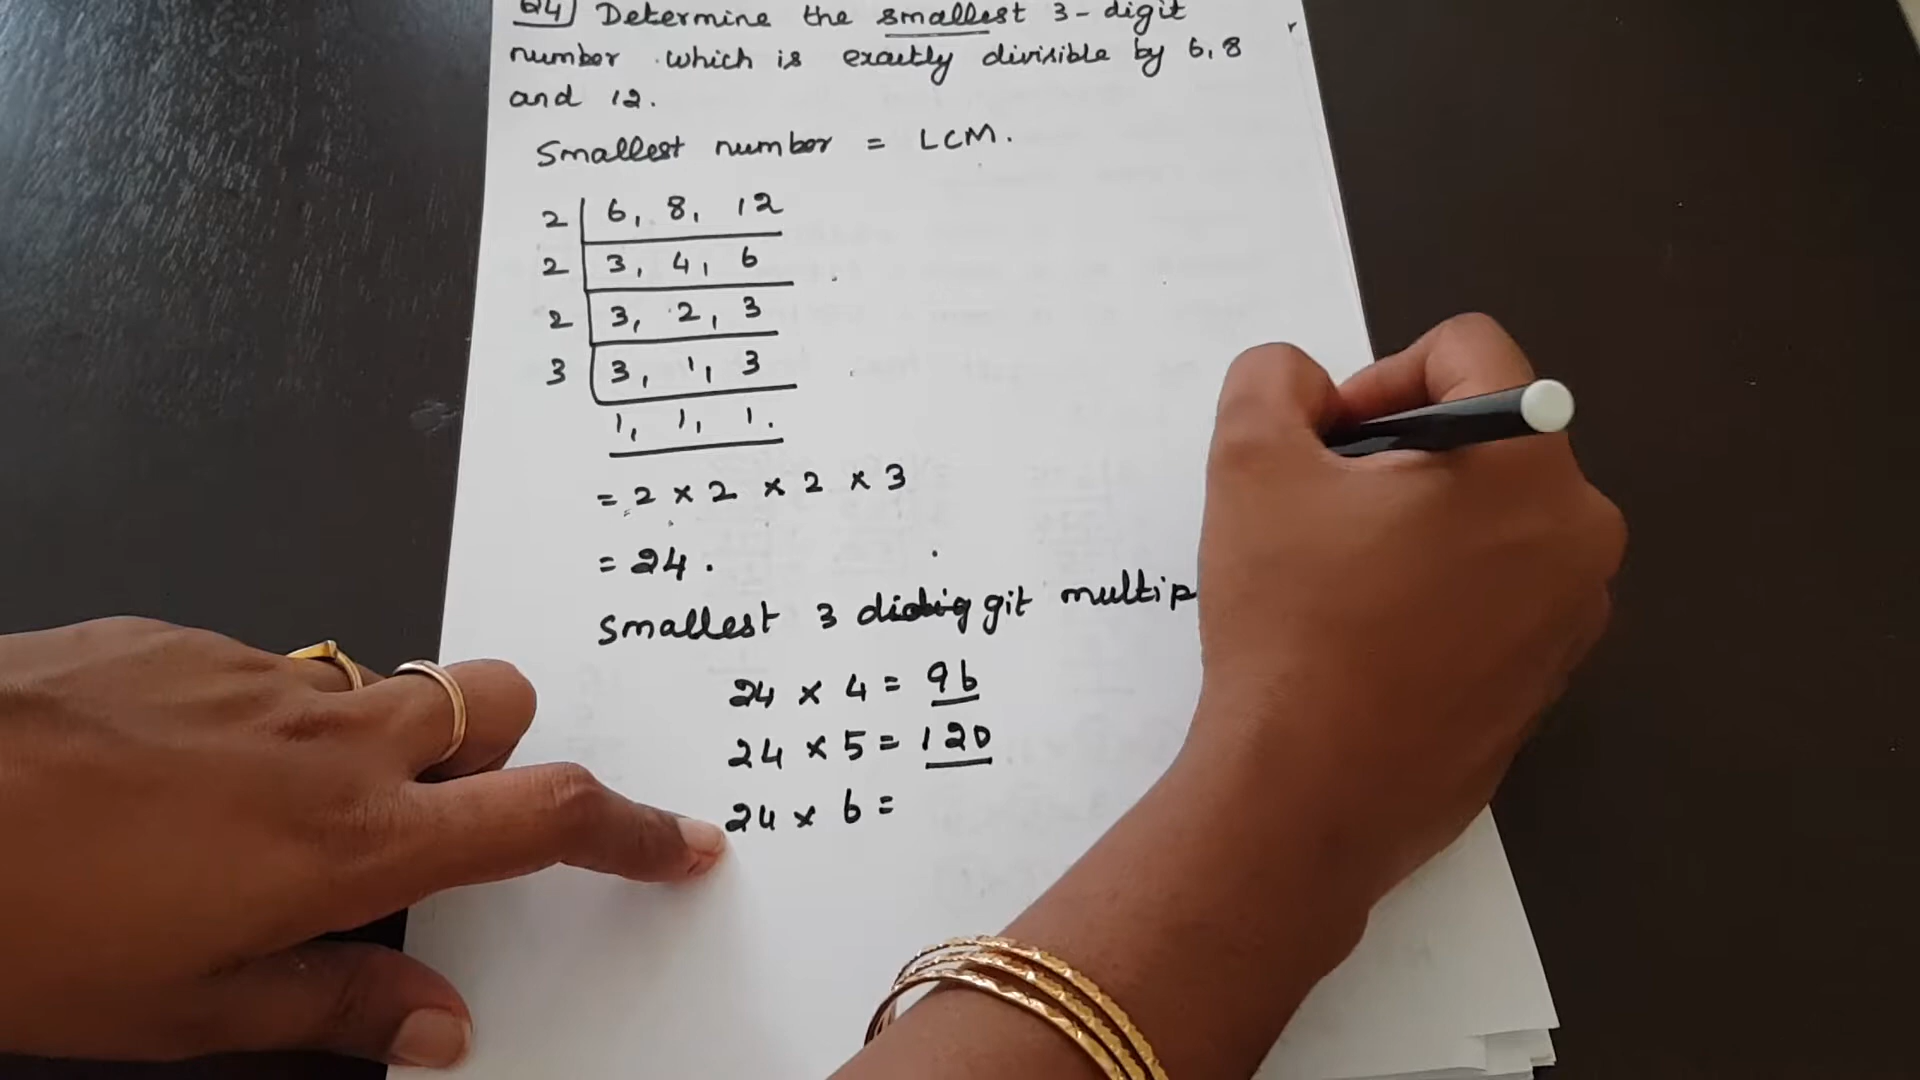 Q4) Determine the smallest 3-digit
number which is exactly divisible by 6, 8
and 12.
Smallest number = LCM.
2 | 6, 8, 12
2 | 3, 4, 6
2 | 3, 2, 3
3 | 3, 1, 3
1, 1, 1.
= 2 × 2 × 2 × 3
= 24.
Smallest 3 digit multip
24 × 4 = 96
24 × 5 = 120
24 × 6 =